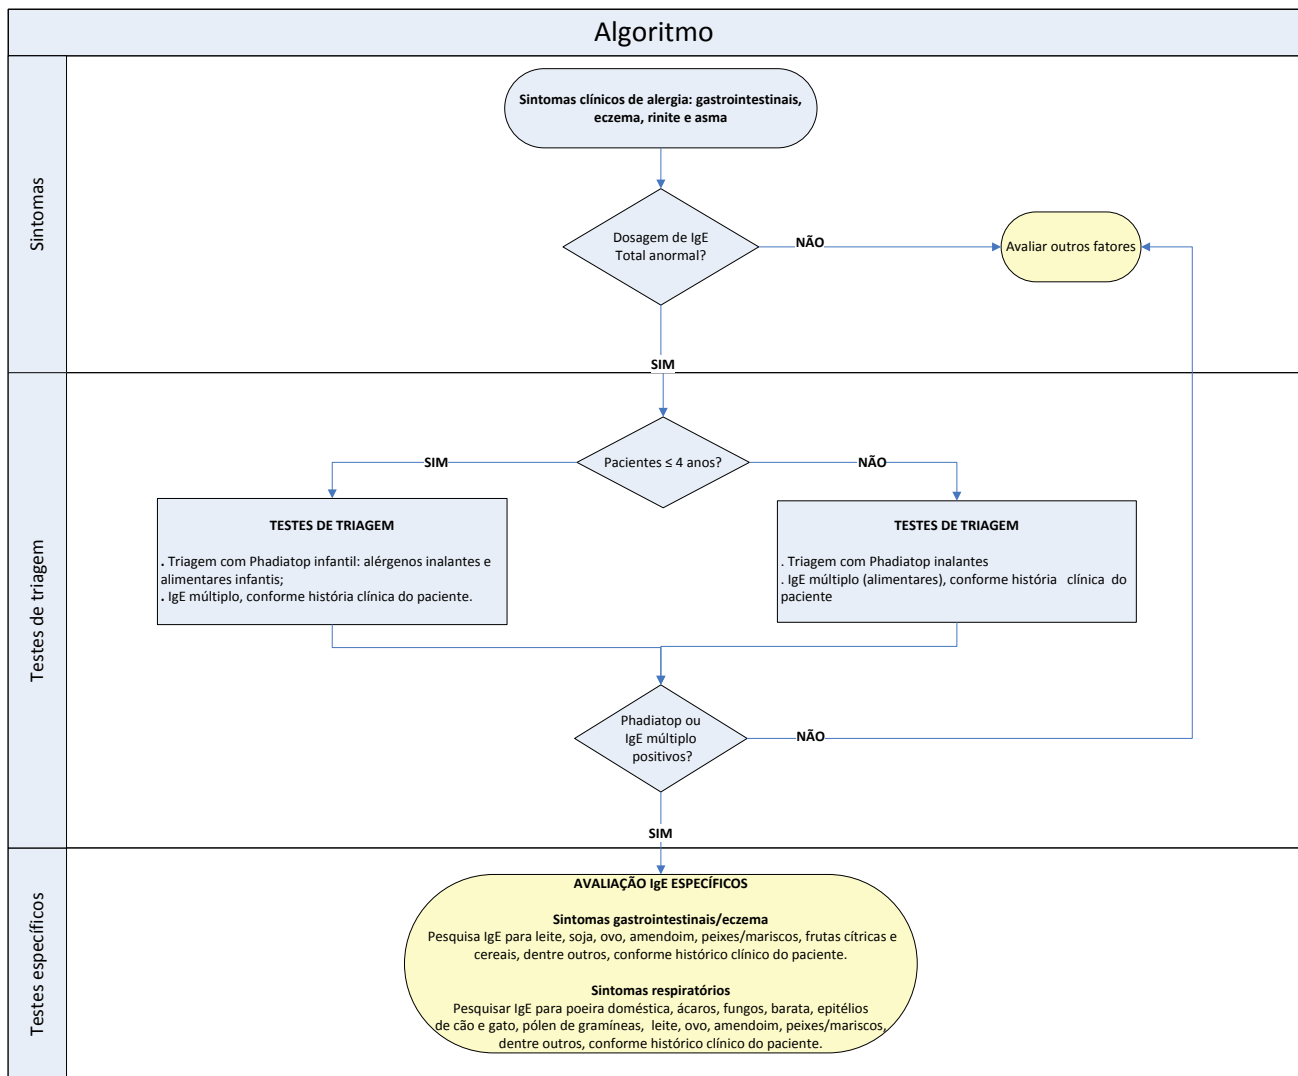 Algoritmo
Sintomas
Sintomas clínicos de alergia: gastrointestinais,
eczema, rinite e asma
Dosagem de IgE
Total anormal?
NÃO
Avaliar outros fatores
SIM
Testes de triagem
Pacientes ≤ 4 anos?
SIM
NÃO
TESTES DE TRIAGEM
. Triagem com Phadiatop infantil: alérgenos inalantes e
alimentares infantis;
. IgE múltiplo, conforme história clínica do paciente.
TESTES DE TRIAGEM
. Triagem com Phadiatop inalantes
. IgE múltiplo (alimentares), conforme história clínica do
paciente
Phadiatop ou
IgE múltiplo
positivos?
NÃO
SIM
Testes específicos
AVALIAÇÃO IgE ESPECÍFICOS
Sintomas gastrointestinais/eczema
Pesquisa IgE para leite, soja, ovo, amendoim, peixes/mariscos, frutas cítricas e
cereais, dentre outros, conforme histórico clínico do paciente.
Sintomas respiratórios
Pesquisar IgE para poeira doméstica, ácaros, fungos, barata, epitélios
de cão e gato, pólen de gramíneas, leite, ovo, amendoim, peixes/mariscos,
dentre outros, conforme histórico clínico do paciente.